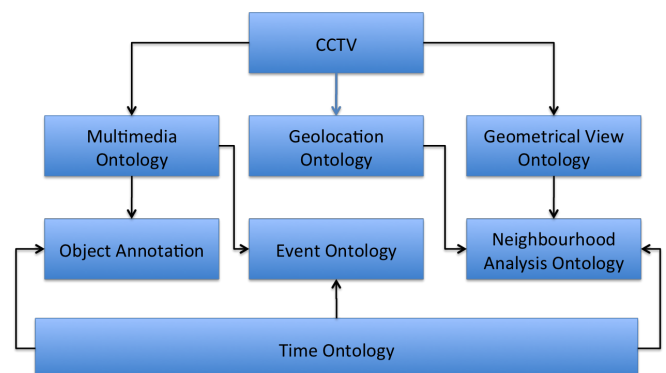 CCTV
Multimedia
Ontology
Geolocation
Ontology
Geometrical View
Ontology
Object Annotation
Event Ontology
Neighbourhood
Analysis Ontology
Time Ontology